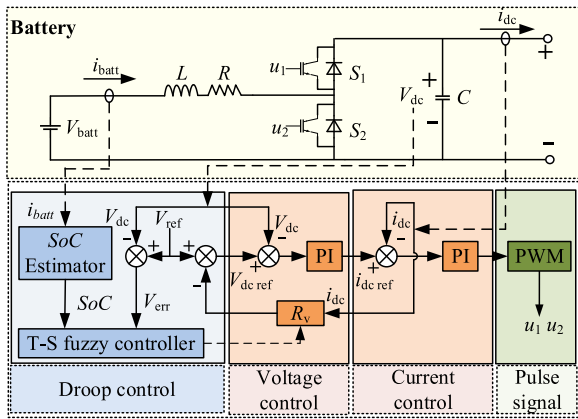 Battery
i_dc
i_batt
L
R
u_1
S_1
+
V_batt
u_2
S_2
V_dc
+
−
C
−
i_batt
SoC
Estimator
SoC
T-S fuzzy controller
V_dc
−
+
V_ref
+
−
V_err
V_dc
−
+
V_dc ref
PI
R_v
i_dc
i_dc
−
+
i_dc ref
PI
PWM
u_1 u_2
Droop control
Voltage
control
Current
control
Pulse
signal